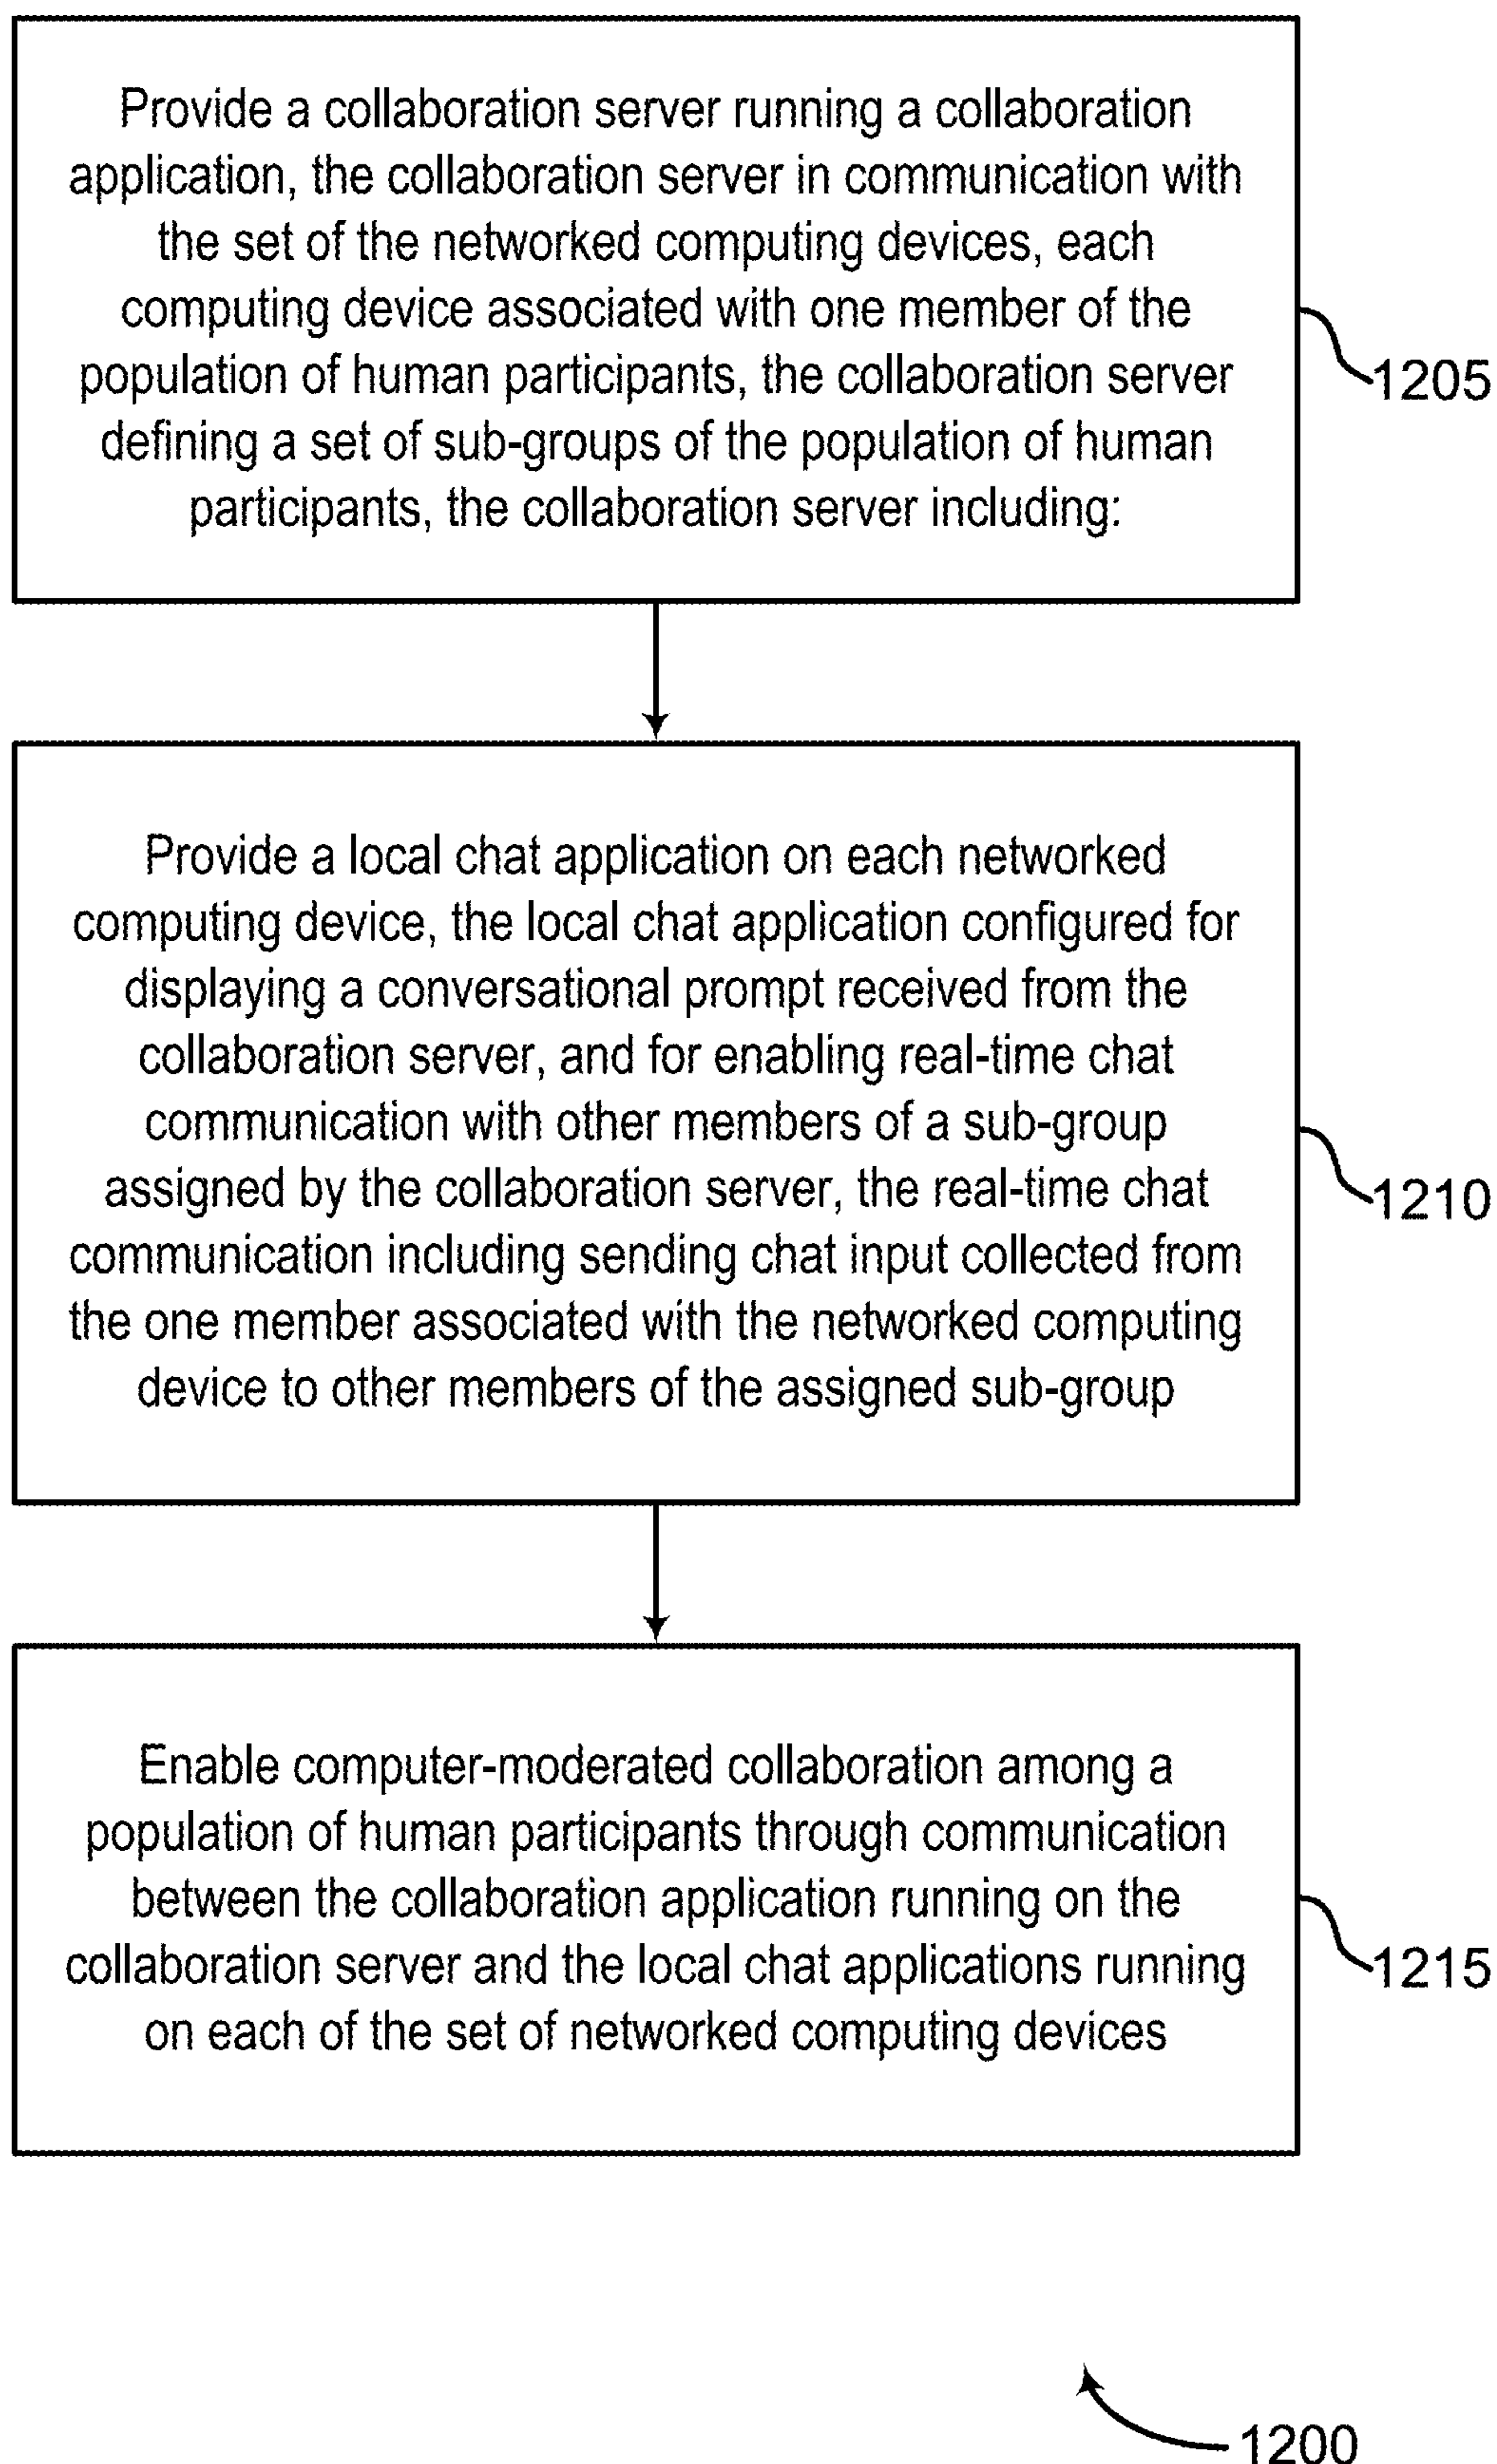 Provide a collaboration server running a collaboration
application, the collaboration server in communication with
the set of the networked computing devices, each
computing device associated with one member of the
population of human participants, the collaboration server
defining a set of sub-groups of the population of human
participants, the collaboration server including:
1205
Provide a local chat application on each networked
computing device, the local chat application configured for
displaying a conversational prompt received from the
collaboration server, and for enabling real-time chat
communication with other members of a sub-group
assigned by the collaboration server, the real-time chat
communication including sending chat input collected from
the one member associated with the networked computing
device to other members of the assigned sub-group
1210
Enable computer-moderated collaboration among a
population of human participants through communication
between the collaboration application running on the
collaboration server and the local chat applications running
on each of the set of networked computing devices
1215
1200